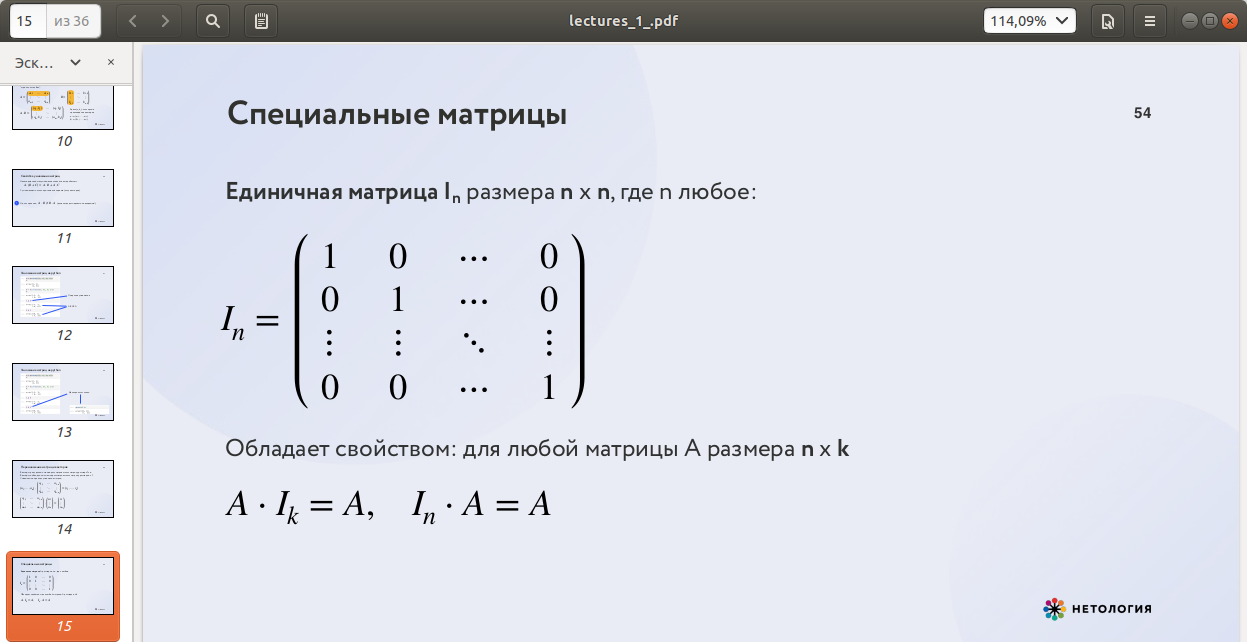 15 из 36
lectures_1_.pdf
114,09%
Эск...
10
11
12
13
14
15
Специальные матрицы
54
Единичная матрица Iₙ размера n x n, где n любое:
Iₙ =
1 0 ⋯ 0
0 1 ⋯ 0
⋮ ⋮ ⋱ ⋮
0 0 ⋯ 1
Обладает свойством: для любой матрицы A размера n x k
A · Iₖ = A, Iₙ · A = A
НЕТОЛОГИЯ